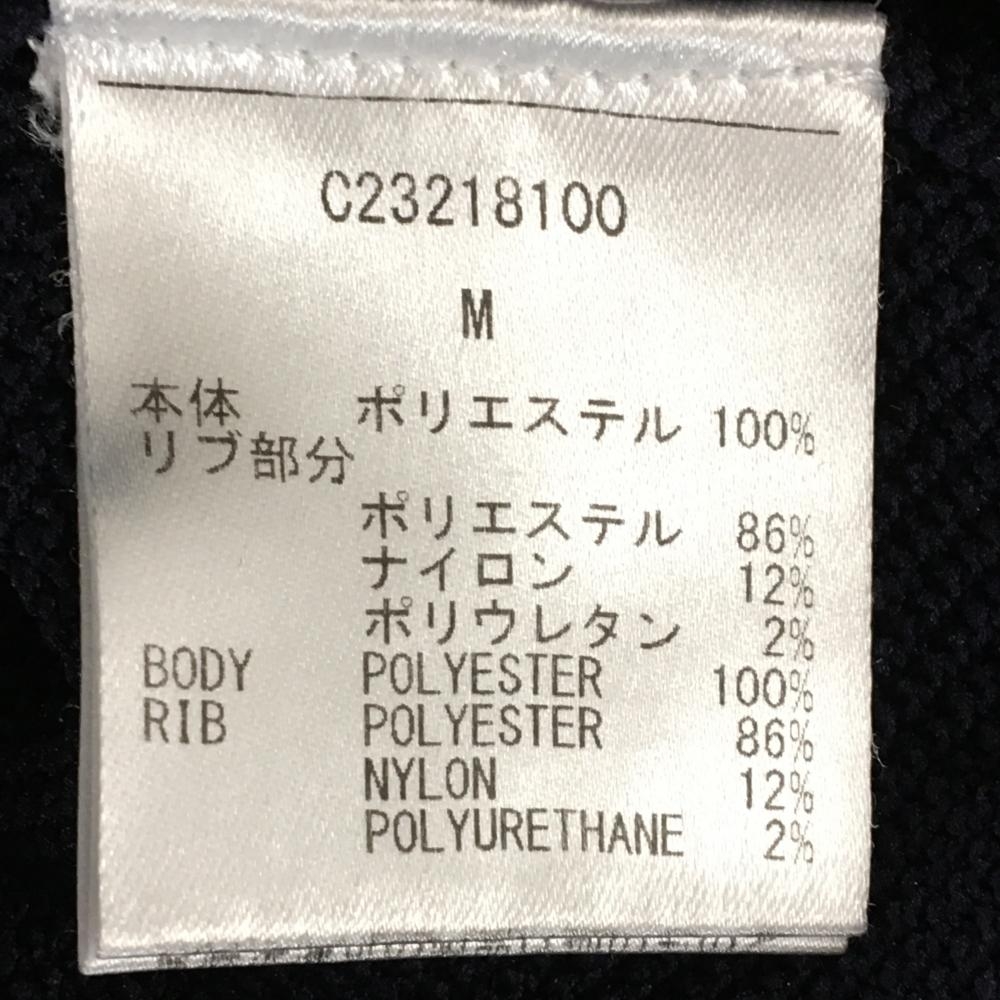 C23218100
M
本体 ポリエステル 100%
リブ部分
ポリエステル 86%
ナイロン 12%
ポリウレタン 2%
BODY POLYESTER 100%
RIB POLYESTER 86%
NYLON 12%
POLYURETHANE 2%